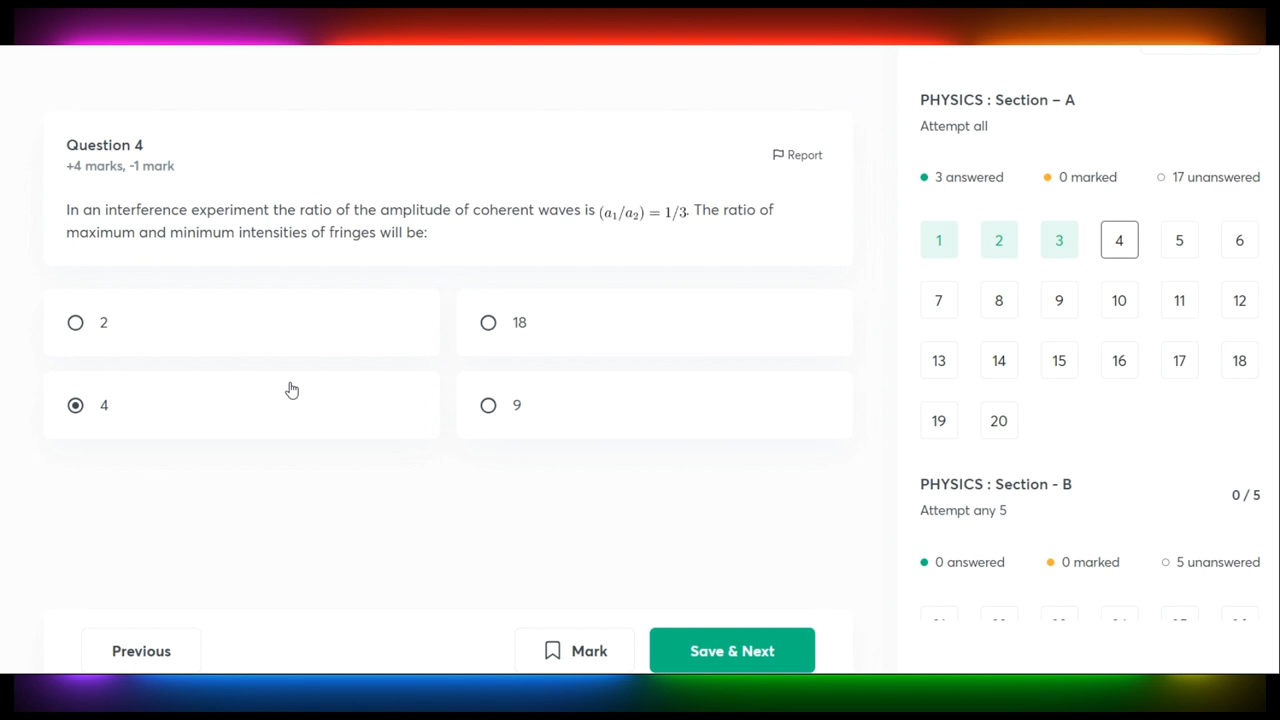 Question 4
+4 marks, -1 mark
Report
In an interference experiment the ratio of the amplitude of coherent waves is (a₁/a₂) = 1/3. The ratio of
maximum and minimum intensities of fringes will be:
2
18
4
9
Previous
Mark
Save & Next
PHYSICS : Section – A
Attempt all
3 answered
0 marked
17 unanswered
1 2 3 4 5 6
7 8 9 10 11 12
13 14 15 16 17 18
19 20
PHYSICS : Section - B
0 / 5
Attempt any 5
0 answered
0 marked
5 unanswered